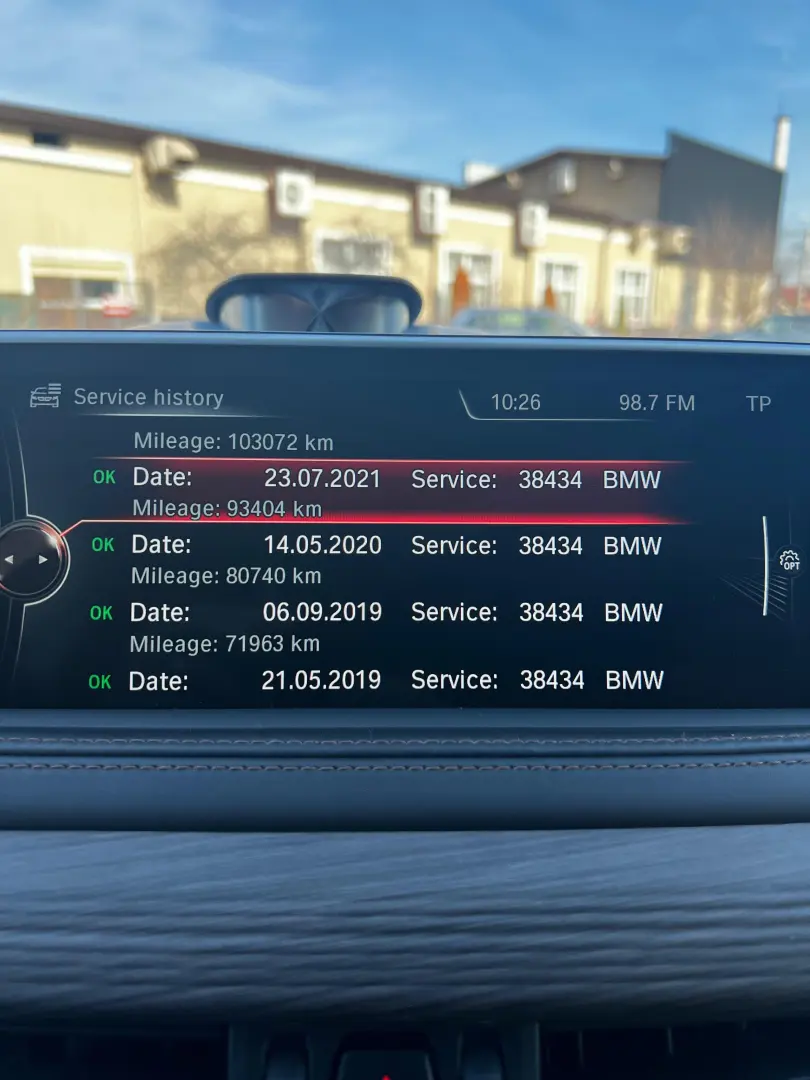 Service history 10:26 98.7 FM TP
Mileage: 103072 km
OK Date: 23.07.2021 Service: 38434 BMW
Mileage: 93404 km
OK Date: 14.05.2020 Service: 38434 BMW
Mileage: 80740 km
OPT
OK Date: 06.09.2019 Service: 38434 BMW
Mileage: 71963 km
OK Date: 21.05.2019 Service: 38434 BMW